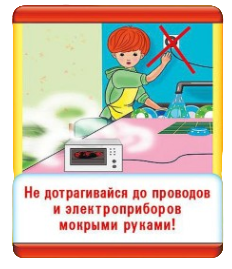 Не дотрагивайся до проводов
и электроприборов
мокрыми руками!